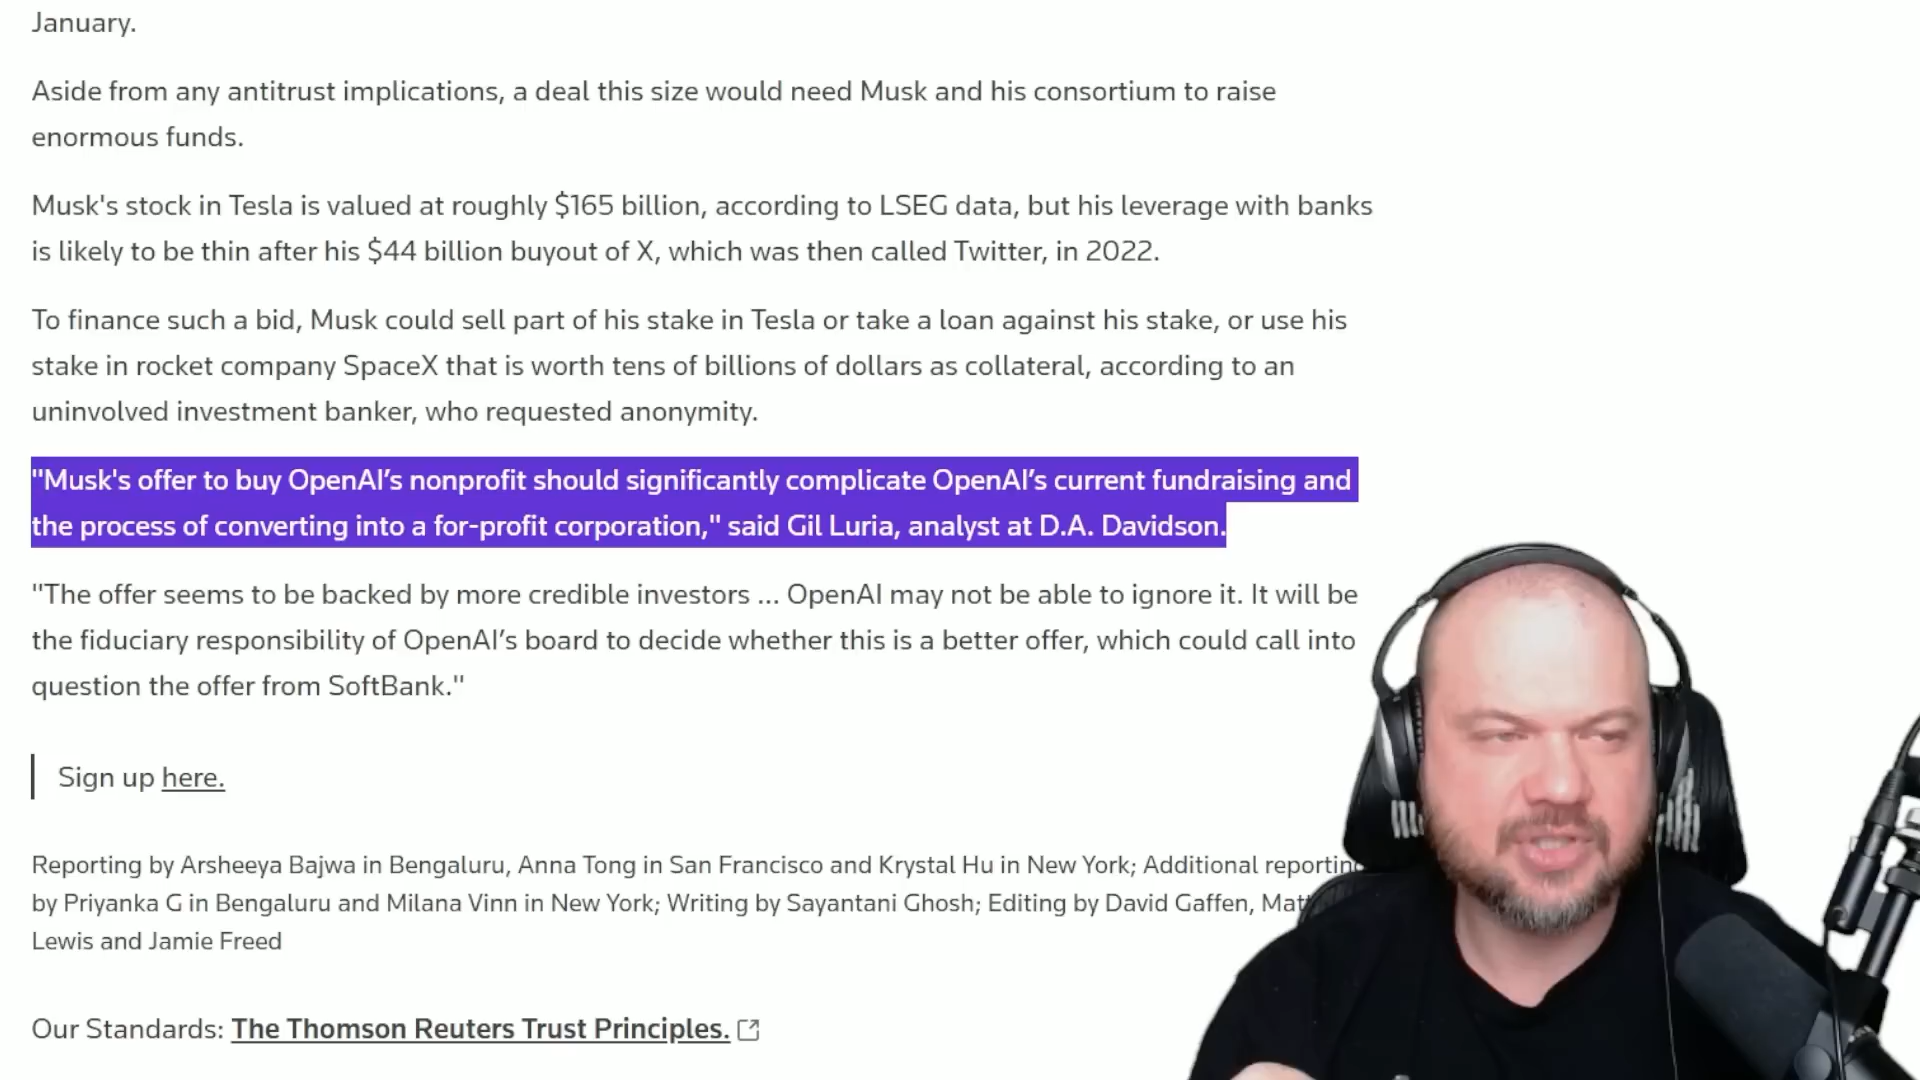 January.
Aside from any antitrust implications, a deal this size would need Musk and his consortium to raise
enormous funds.
Musk's stock in Tesla is valued at roughly $165 billion, according to LSEG data, but his leverage with banks
is likely to be thin after his $44 billion buyout of X, which was then called Twitter, in 2022.
To finance such a bid, Musk could sell part of his stake in Tesla or take a loan against his stake, or use his
stake in rocket company SpaceX that is worth tens of billions of dollars as collateral, according to an
uninvolved investment banker, who requested anonymity.
"Musk's offer to buy OpenAI’s nonprofit should significantly complicate OpenAI’s current fundraising and
the process of converting into a for-profit corporation," said Gil Luria, analyst at D.A. Davidson.
"The offer seems to be backed by more credible investors ... OpenAI may not be able to ignore it. It will be
the fiduciary responsibility of OpenAI’s board to decide whether this is a better offer, which could call into
question the offer from SoftBank."
Sign up here.
Reporting by Arsheeya Bajwa in Bengaluru, Anna Tong in San Francisco and Krystal Hu in New York; Additional reporting
by Priyanka G in Bengaluru and Milana Vinn in New York; Writing by Sayantani Ghosh; Editing by David Gaffen,
Lewis and Jamie Freed
Our Standards: The Thomson Reuters Trust Principles.